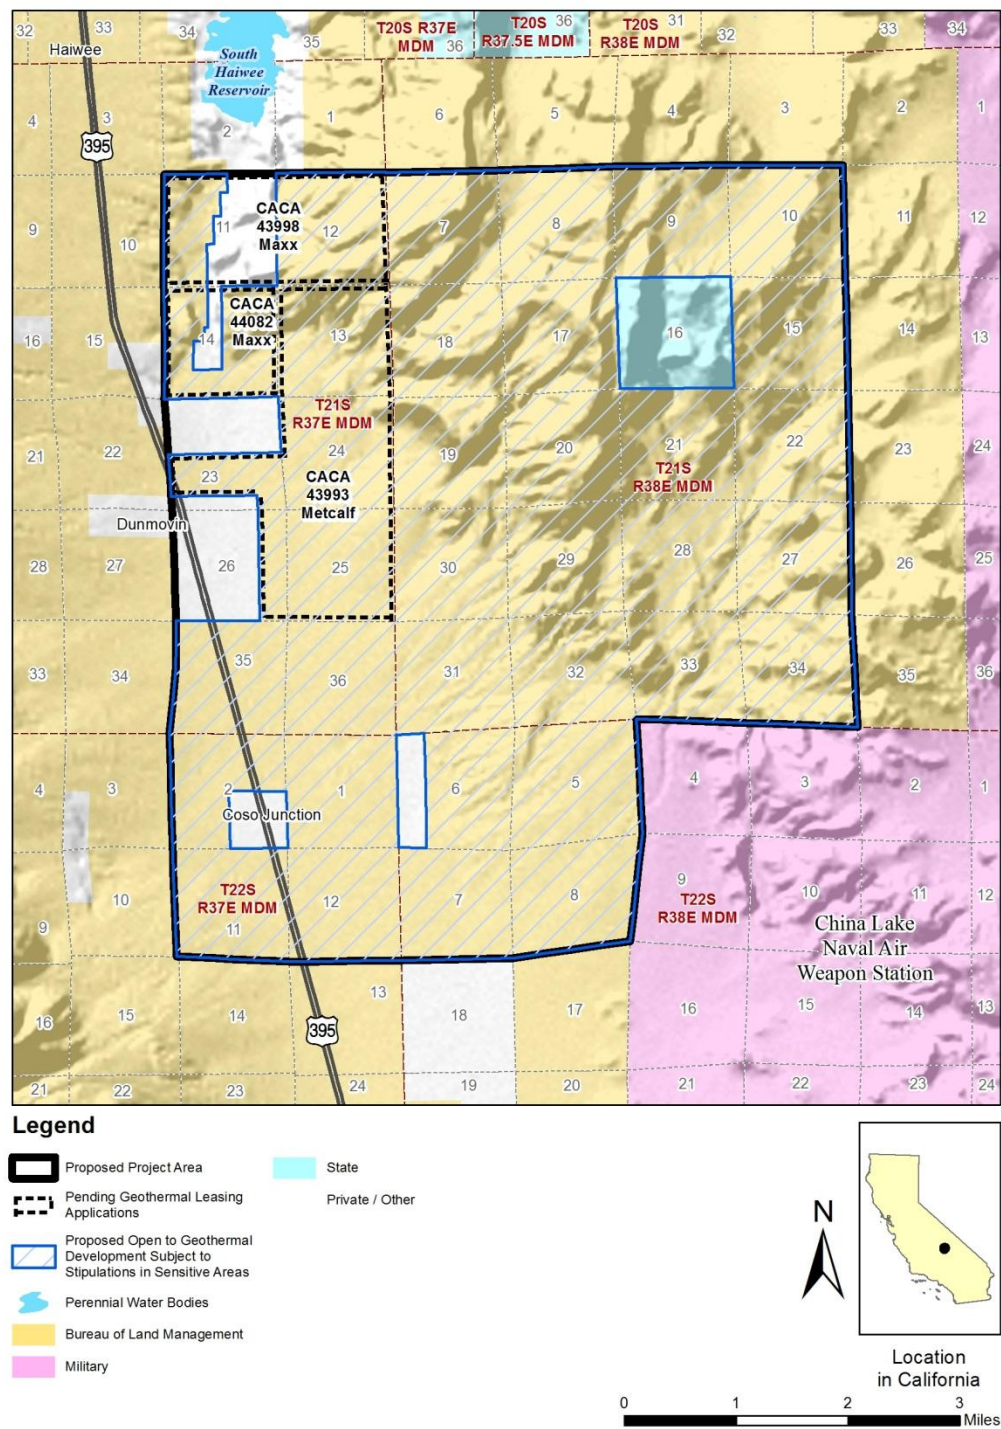 32
33
34
35
T20S R37E
MDM
36
T20S
R37.5E MDM
36
T20S
R38E MDM
31
32
33
34
Haiwee
South
Haiwee
Reservoir
4
3
2
1
6
5
4
3
2
1
395
9
10
11
CACA
43998
Maxx
12
7
8
9
10
11
12
16
15
14
CACA
44082
Maxx
13
18
17
16
15
14
13
T21S
R37E MDM
21
22
23
24
19
20
21
T21S
R38E MDM
22
23
24
CACA
43993
Metcalf
Dunmovin
28
27
26
25
30
29
28
27
26
25
33
34
35
36
31
32
33
34
35
36
4
3
2
1
6
5
4
3
2
1
Coso Junction
9
10
T22S
R37E MDM
11
12
7
8
9
T22S
R38E MDM
10
11
12
China Lake
Naval Air
Weapon Station
16
15
14
13
18
17
16
15
14
13
395
21
22
23
24
19
20
21
22
23
24
Legend
Proposed Project Area
Pending Geothermal Leasing
Applications
Proposed Open to Geothermal
Development Subject to
Stipulations in Sensitive Areas
Perennial Water Bodies
Bureau of Land Management
Military
State
Private / Other
N
Location
in California
0 1 2 3
Miles